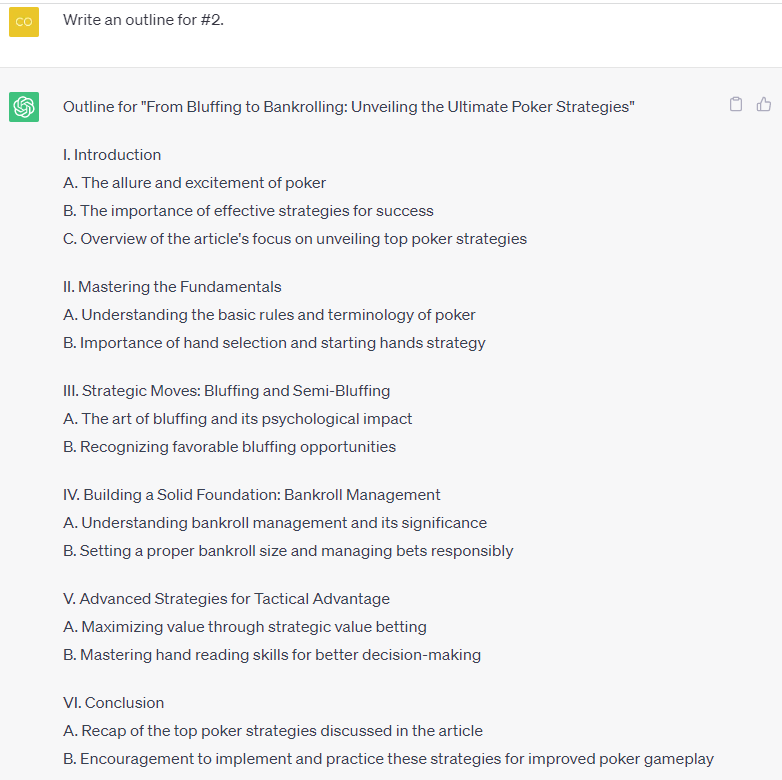 CO
Write an outline for #2.
Outline for "From Bluffing to Bankrolling: Unveiling the Ultimate Poker Strategies"
I. Introduction
A. The allure and excitement of poker
B. The importance of effective strategies for success
C. Overview of the article's focus on unveiling top poker strategies
II. Mastering the Fundamentals
A. Understanding the basic rules and terminology of poker
B. Importance of hand selection and starting hands strategy
III. Strategic Moves: Bluffing and Semi-Bluffing
A. The art of bluffing and its psychological impact
B. Recognizing favorable bluffing opportunities
IV. Building a Solid Foundation: Bankroll Management
A. Understanding bankroll management and its significance
B. Setting a proper bankroll size and managing bets responsibly
V. Advanced Strategies for Tactical Advantage
A. Maximizing value through strategic value betting
B. Mastering hand reading skills for better decision-making
VI. Conclusion
A. Recap of the top poker strategies discussed in the article
B. Encouragement to implement and practice these strategies for improved poker gameplay